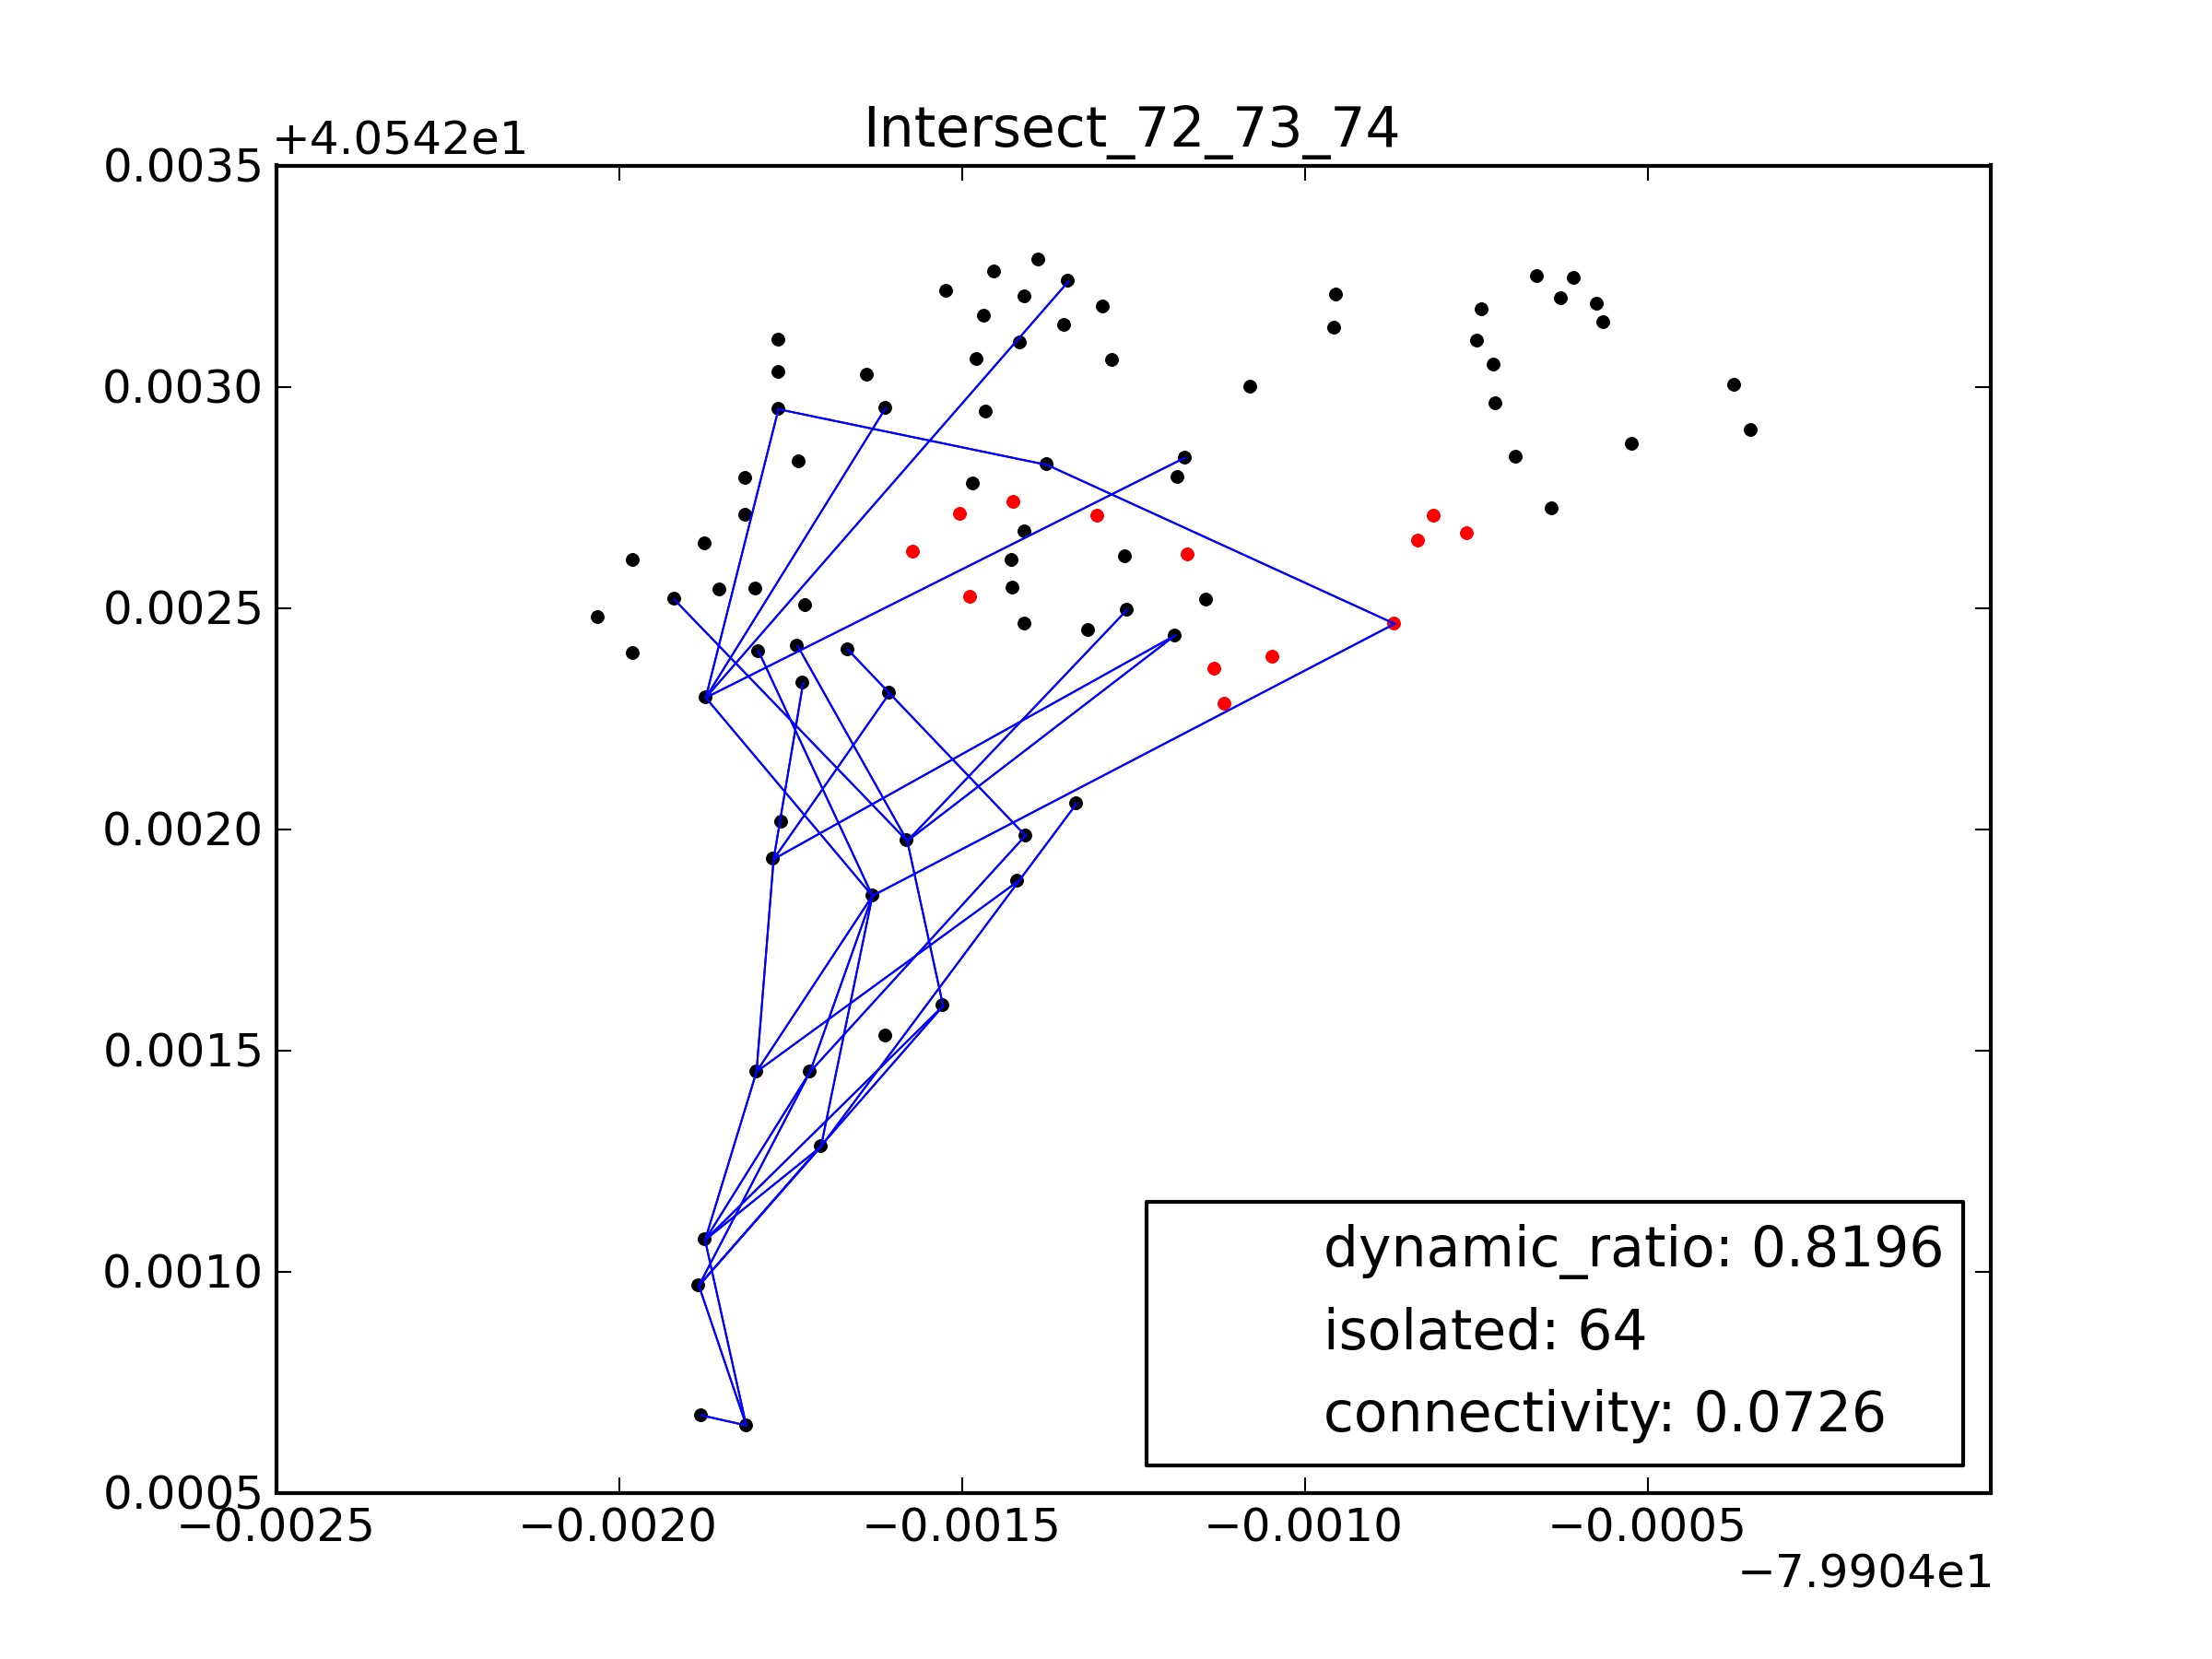 Intersect_72_73_74
+4.0542e1
0.0035
0.0030
0.0025
0.0020
0.0015
0.0010
0.0005
dynamic_ratio: 0.8196
isolated: 64
connectivity: 0.0726
−0.0025 −0.0020 −0.0015 −0.0010 −0.0005
−7.9904e1